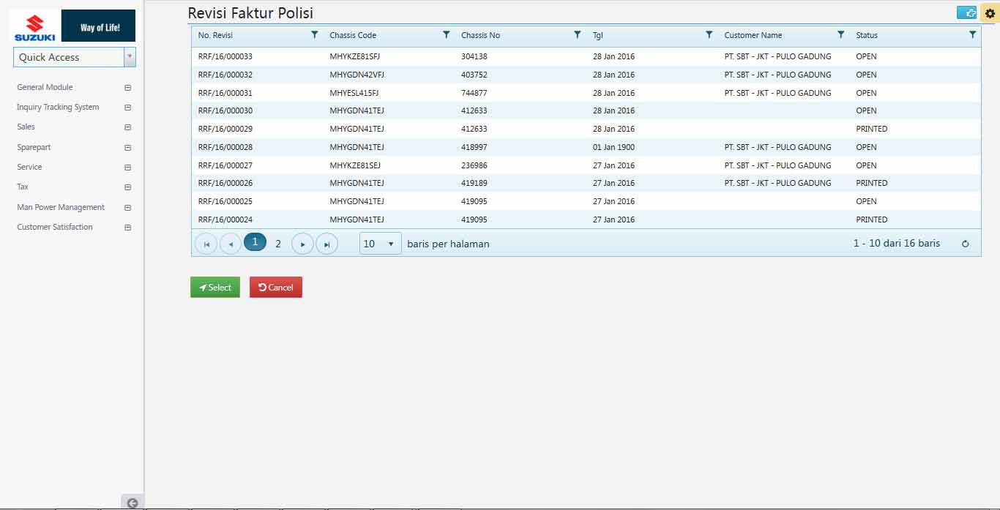 SUZUKI
Way of Life!
Quick Access
General Module
Inquiry Tracking System
Sales
Sparepart
Service
Tax
Man Power Management
Customer Satisfaction
Revisi Faktur Polisi
No. Revisi Chassis Code Chassis No Tgl Customer Name Status
RRF/16/000033 MHYKZE81SFJ 304138 28 Jan 2016 PT. SBT - JKT - PULO GADUNG OPEN
RRF/16/000032 MHYGDN42VFJ 403752 28 Jan 2016 PT. SBT - JKT - PULO GADUNG OPEN
RRF/16/000031 MHYESL415FJ 744877 28 Jan 2016 PT. SBT - JKT - PULO GADUNG OPEN
RRF/16/000030 MHYGDN41TEJ 412633 28 Jan 2016 OPEN
RRF/16/000029 MHYGDN41TEJ 412633 28 Jan 2016 PRINTED
RRF/16/000028 MHYGDN41TEJ 418997 01 Jan 1900 PT. SBT - JKT - PULO GADUNG OPEN
RRF/16/000027 MHYKZE81SEJ 236986 27 Jan 2016 PT. SBT - JKT - PULO GADUNG OPEN
RRF/16/000026 MHYGDN41TEJ 419189 27 Jan 2016 PT. SBT - JKT - PULO GADUNG PRINTED
RRF/16/000025 MHYGDN41TEJ 419095 27 Jan 2016 OPEN
RRF/16/000024 MHYGDN41TEJ 419095 27 Jan 2016 PRINTED
1 2 10 baris per halaman 1 - 10 dari 16 baris
Select Cancel